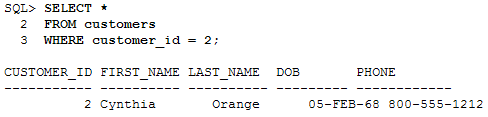 SQL> SELECT *
2 FROM customers
3 WHERE customer_id = 2;
CUSTOMER_ID FIRST_NAME LAST_NAME DOB PHONE
----------- ---------- ---------- --------- ------------
2 Cynthia Orange 05-FEB-68 800-555-1212